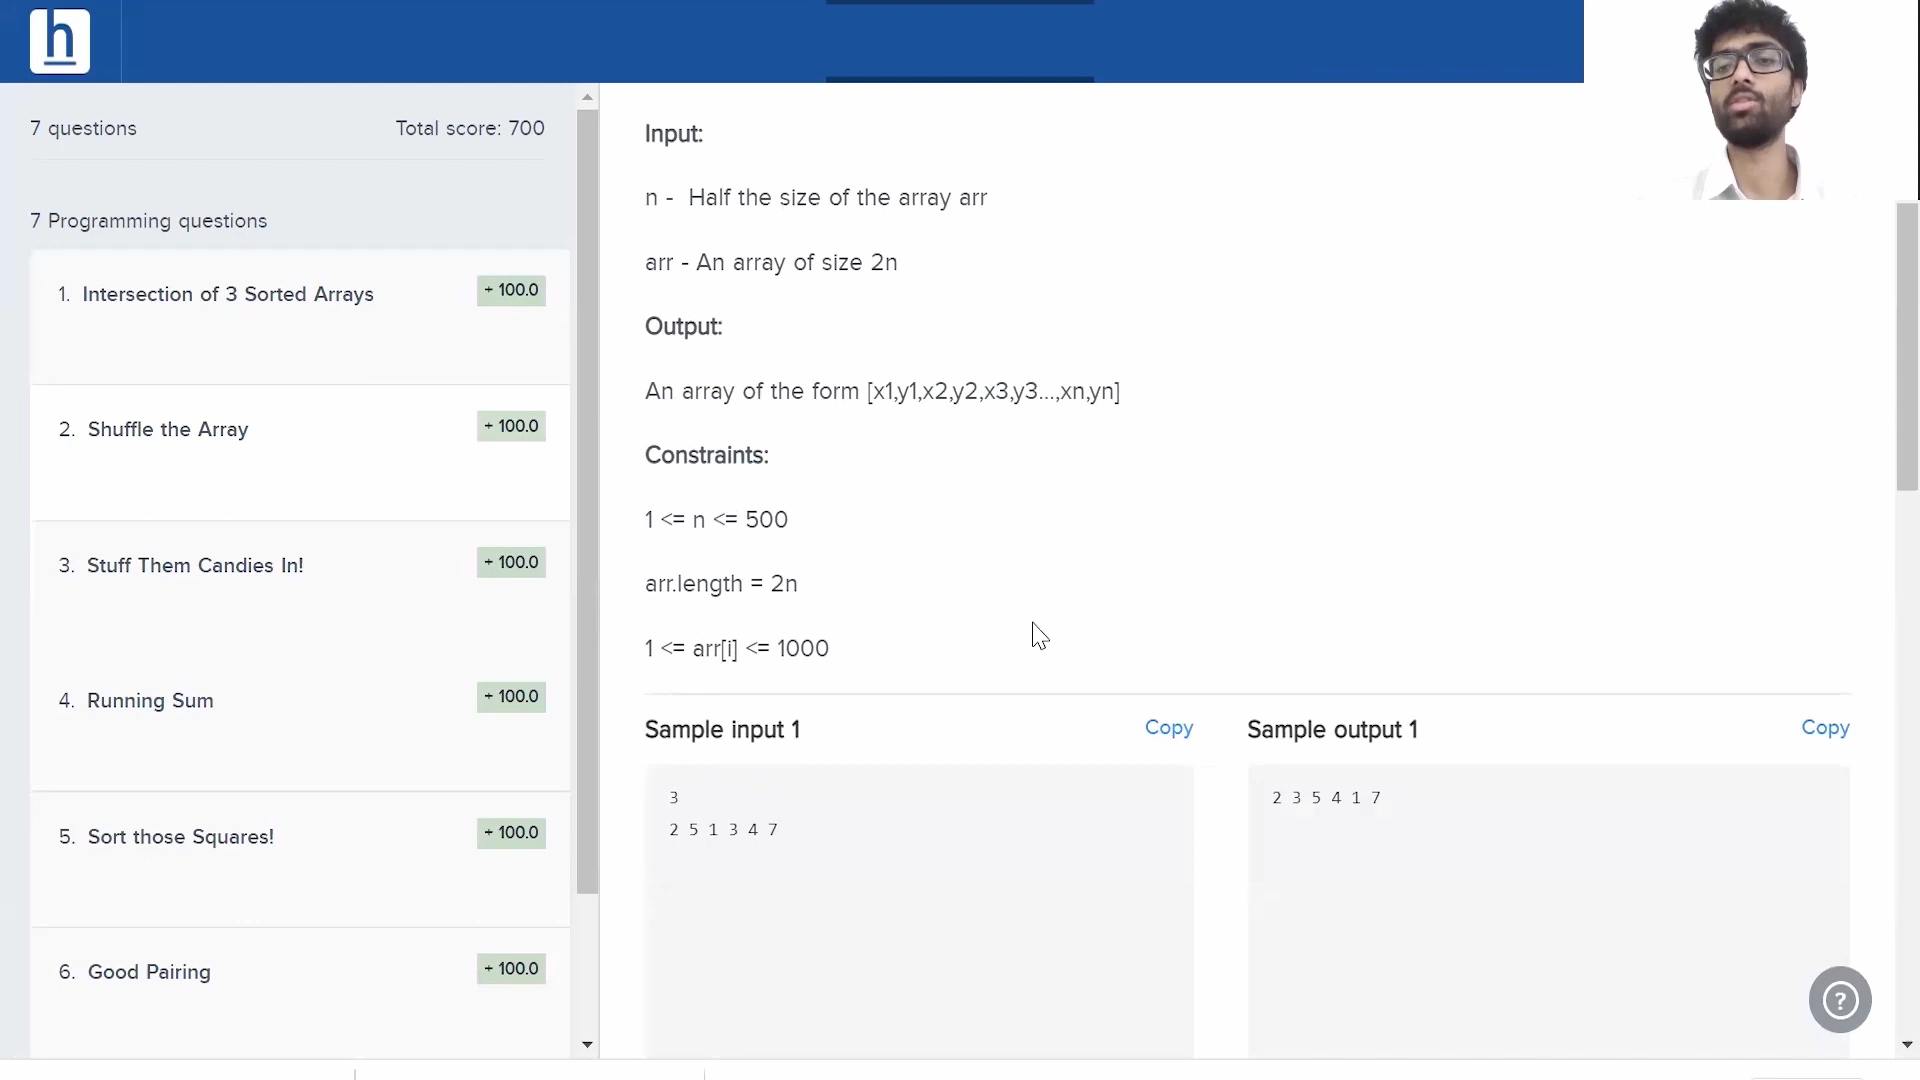 h
7 questions
Total score: 700
7 Programming questions
1. Intersection of 3 Sorted Arrays
+ 100.0
2. Shuffle the Array
+ 100.0
3. Stuff Them Candies In!
+ 100.0
4. Running Sum
+ 100.0
5. Sort those Squares!
+ 100.0
6. Good Pairing
+ 100.0
Input:
n - Half the size of the array arr
arr - An array of size 2n
Output:
An array of the form [x1,y1,x2,y2,x3,y3...,xn,yn]
Constraints:
1 <= n <= 500
arr.length = 2n
1 <= arr[i] <= 1000
Sample input 1
Copy
3
2 5 1 3 4 7
Sample output 1
Copy
2 3 5 4 1 7
?